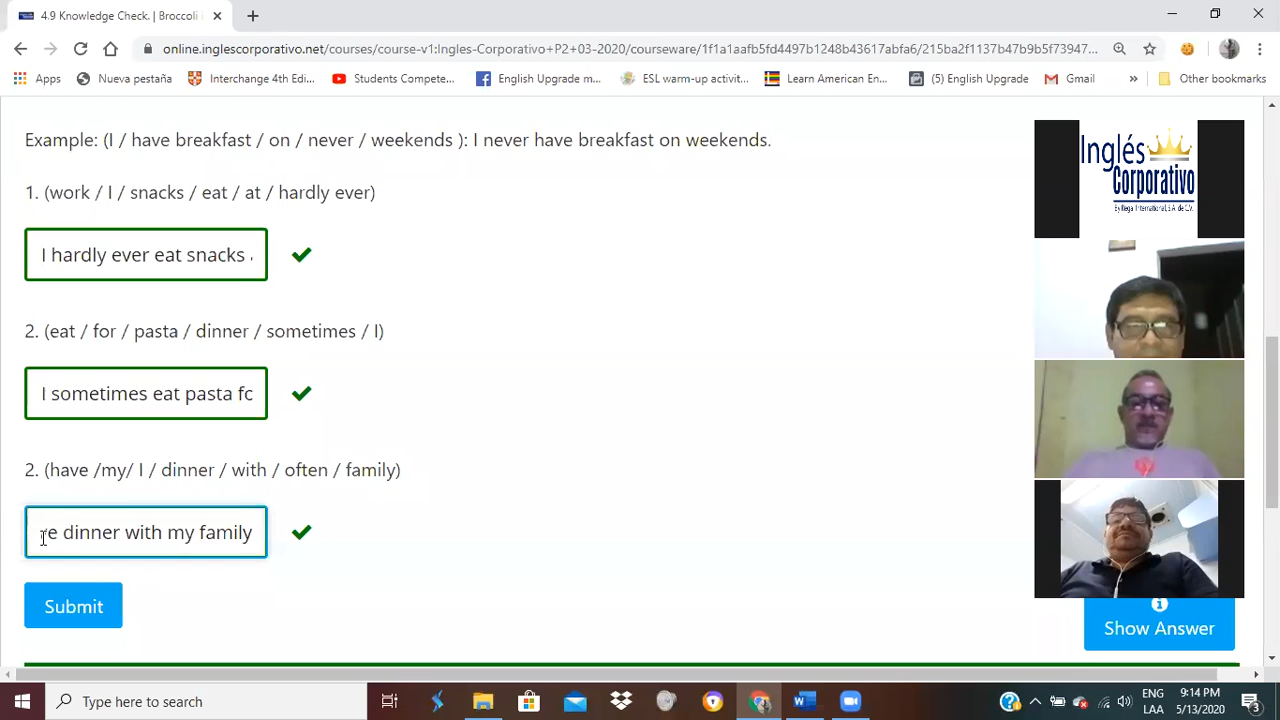 4.9 Knowledge Check. | Broccoli
online.inglescorporativo.net/courses/course-v1:Ingles-Corporativo+P2+03-2020/courseware/1f1a1aafb5fd4497b1248b43617abfa6/215ba2f1137b47b9b5f73947...
Apps Nueva pestaña Interchange 4th Edi... Students Compete... English Upgrade m... ESL warm-up activit... Learn American En... (5) English Upgrade Gmail » Other bookmarks
Example: (I / have breakfast / on / never / weekends ): I never have breakfast on weekends.
1. (work / I / snacks / eat / at / hardly ever)
I hardly ever eat snacks
2. (eat / for / pasta / dinner / sometimes / I)
I sometimes eat pasta fo
2. (have /my/ I / dinner / with / often / family)
e dinner with my family
Submit
Show Answer
Inglés
Corporativo
Type here to search
ENG
LAA
9:14 PM
5/13/2020
3